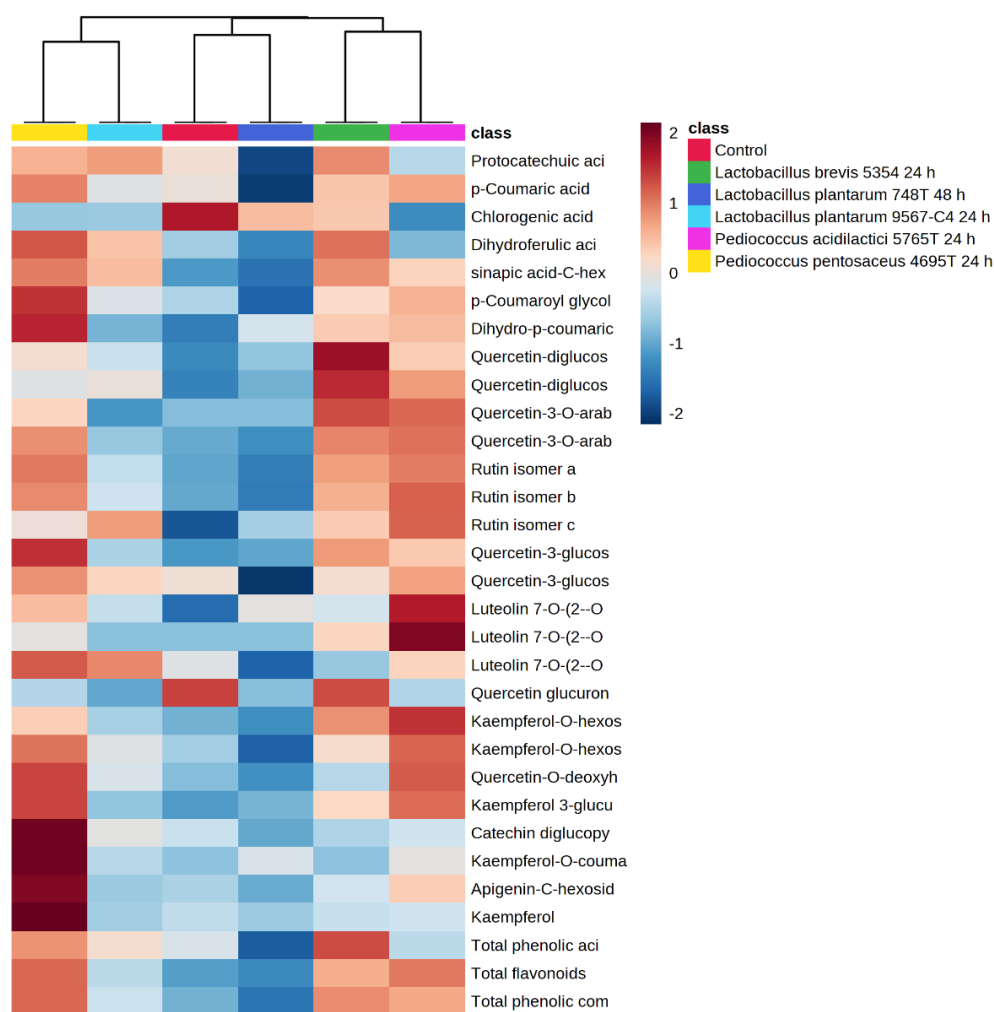 class
Protocatechuic aci
p-Coumaric acid
Chlorogenic acid
Dihydroferulic aci
sinapic acid-C-hex
p-Coumaroyl glycol
Dihydro-p-coumaric
Quercetin-diglucos
Quercetin-diglucos
Quercetin-3-O-arab
Quercetin-3-O-arab
Rutin isomer a
Rutin isomer b
Rutin isomer c
Quercetin-3-glucos
Quercetin-3-glucos
Luteolin 7-O-(2--O
Luteolin 7-O-(2--O
Luteolin 7-O-(2--O
Quercetin glucuron
Kaempferol-O-hexos
Kaempferol-O-hexos
Quercetin-O-deoxyh
Kaempferol 3-glucu
Catechin diglucopy
Kaempferol-O-couma
Apigenin-C-hexosid
Kaempferol
Total phenolic aci
Total flavonoids
Total phenolic com
2
1
0
-1
-2
class
Control
Lactobacillus brevis 5354 24 h
Lactobacillus plantarum 748T 48 h
Lactobacillus plantarum 9567-C4 24 h
Pediococcus acidilactici 5765T 24 h
Pediococcus pentosaceus 4695T 24 h